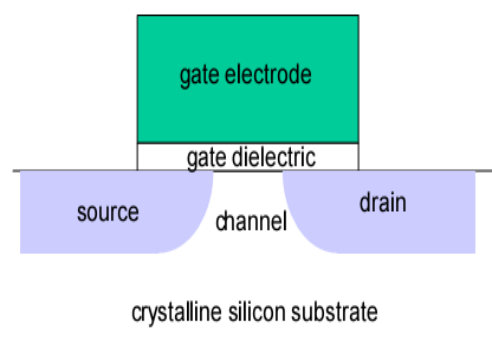 gate electrode
gate dielectric
source
channel
drain
crystalline silicon substrate